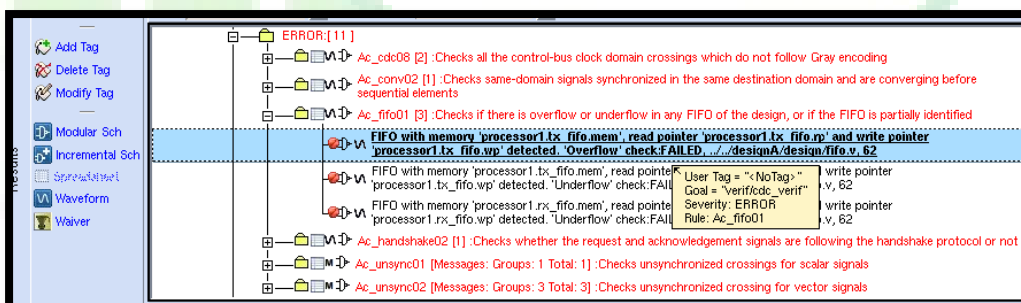 ERROR:[ 11 ]
Add Tag
Delete Tag
Modify Tag
Modular Sch
Incremental Sch
Spreadsheet
Waveform
Waiver
Results
Ac_cdc08 [2] :Checks all the control-bus clock domain crossings which do not follow Gray encoding
Ac_conv02 [1] :Checks same-domain signals synchronized in the same destination domain and are converging before
sequential elements
Ac_fifo01 [3] :Checks if there is overflow or underflow in any FIFO of the design, or if the FIFO is partially identified
FIFO with memory 'processor1.tx_fifo.mem', read pointer 'processor1.tx_fifo.rp' and write pointer
'processor1.tx_fifo.wp' detected. 'Overflow' check:FAILED, ../../designA/design/fifo.v, 62
FIFO with memory 'processor1.tx_fifo.mem', read pointe write pointer
'processor1.tx_fifo.wp' detected. 'Underflow' check:FAI .v, 62
FIFO with memory 'processor1.rx_fifo.mem', read pointe write pointer
'processor1.rx_fifo.wp' detected. 'Underflow' check:FAI .v, 62
User Tag = "<NoTag>"
Goal = "verif/cdc_verif"
Severity: ERROR
Rule: Ac_fifo01
Ac_handshake02 [1] :Checks whether the request and acknowledgement signals are following the handshake protocol or not
Ac_unsync01 [Messages: Groups: 1 Total: 1] :Checks unsynchronized crossings for scalar signals
Ac_unsync02 [Messages: Groups: 3 Total: 3] :Checks unsynchronized crossing for vector signals